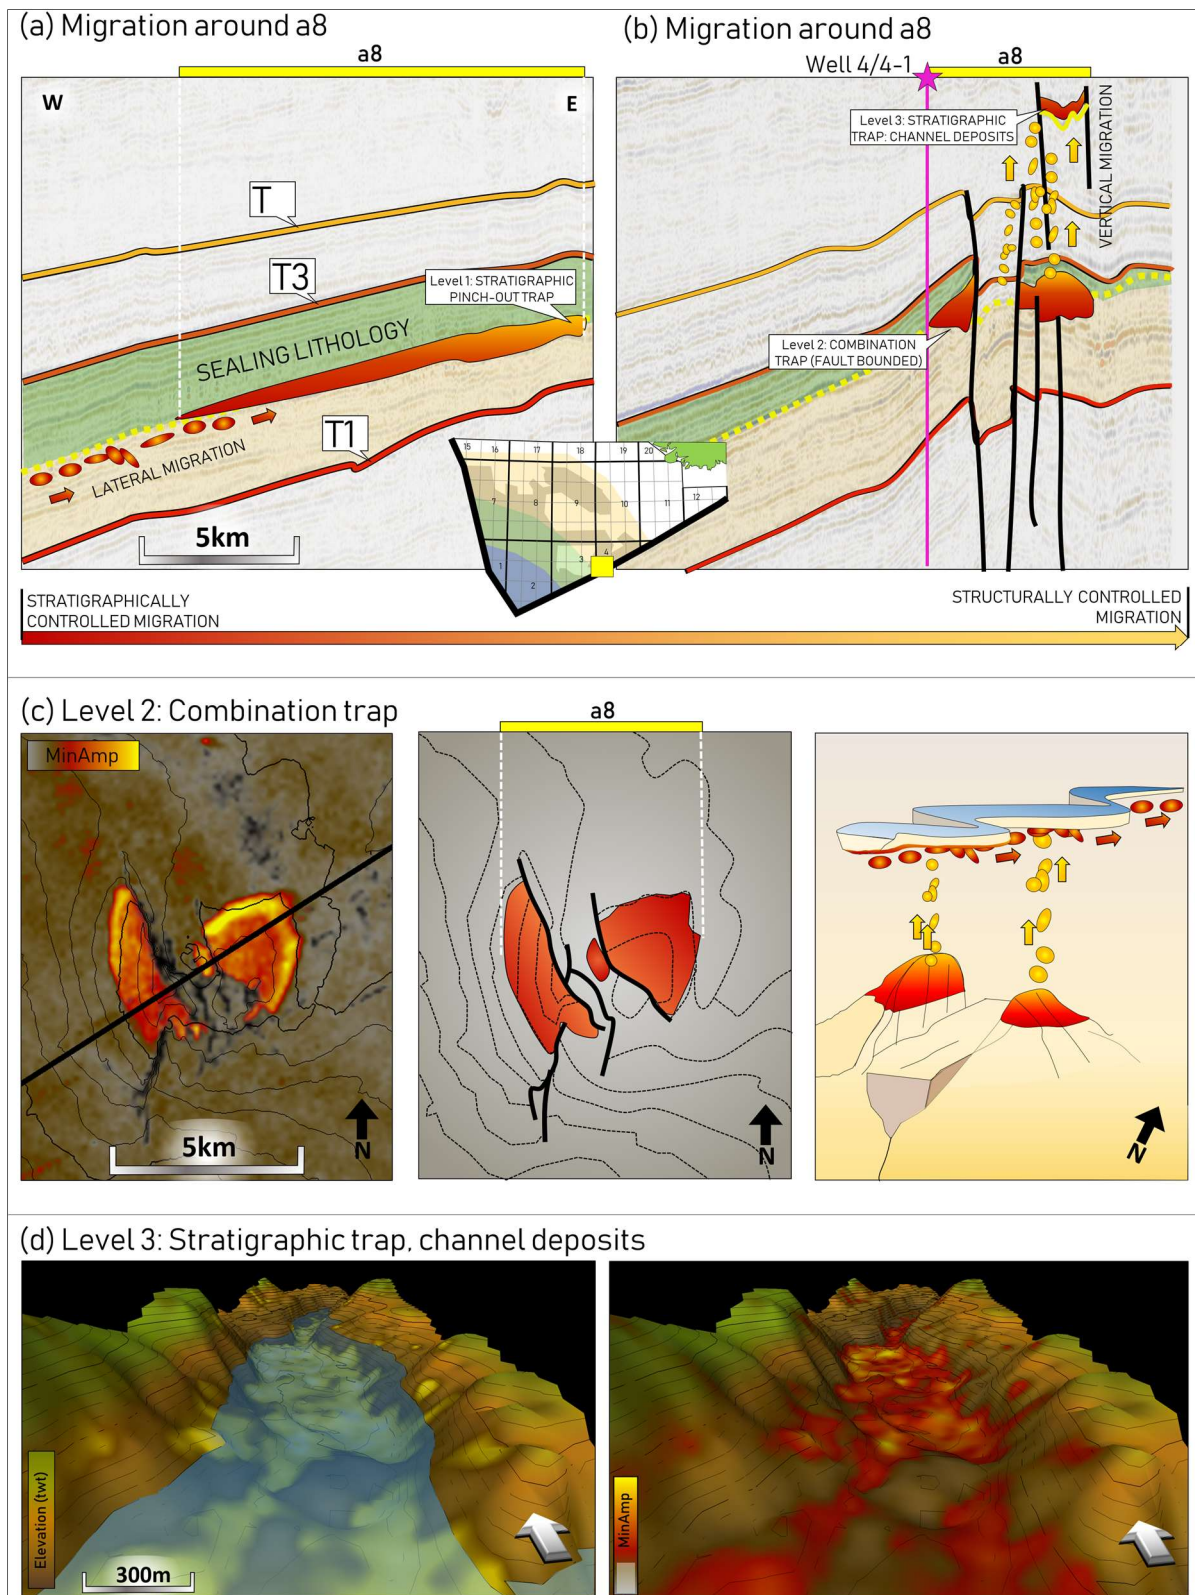 (a) Migration around a8
a8
W
E
T
T3
Level 1: STRATIGRAPHIC
PINCH-OUT TRAP
SEALING LITHOLOGY
T1
LATERAL MIGRATION
5km
(b) Migration around a8
Well 4/4-1
a8
Level 3: STRATIGRAPHIC
TRAP: CHANNEL DEPOSITS
VERTICAL MIGRATION
Level 2: COMBINATION
TRAP (FAULT BOUNDED)
15 16 17 18 19 20
7 8 9 10 11 12
1 2 3 4
STRATIGRAPHICALLY
CONTROLLED MIGRATION
STRUCTURALLY CONTROLLED
MIGRATION
(c) Level 2: Combination trap
MinAmp
5km
N
a8
N
N
(d) Level 3: Stratigraphic trap, channel deposits
Elevation (twt)
300m
MinAmp